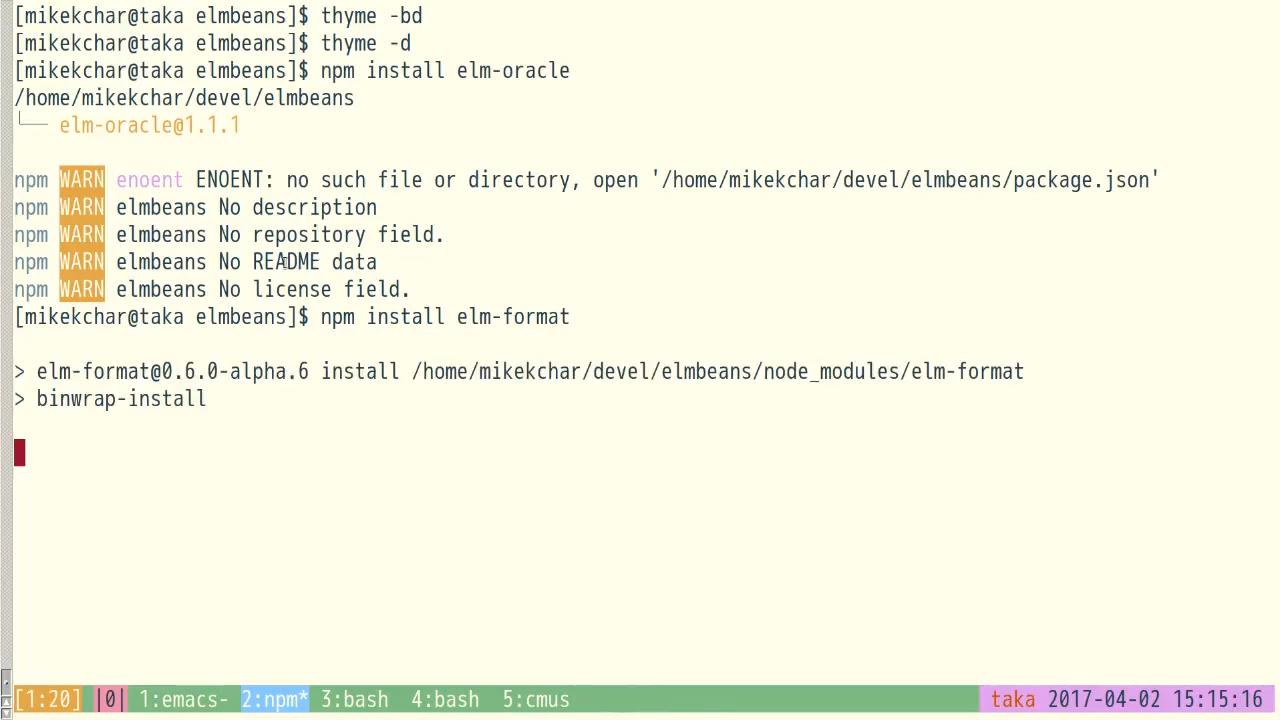 [mikekchar@taka elmbeans]$ thyme -bd
[mikekchar@taka elmbeans]$ thyme -d
[mikekchar@taka elmbeans]$ npm install elm-oracle
/home/mikekchar/devel/elmbeans
└── elm-oracle@1.1.1
npm WARN enoent ENOENT: no such file or directory, open '/home/mikekchar/devel/elmbeans/package.json'
npm WARN elmbeans No description
npm WARN elmbeans No repository field.
npm WARN elmbeans No README data
npm WARN elmbeans No license field.
[mikekchar@taka elmbeans]$ npm install elm-format
> elm-format@0.6.0-alpha.6 install /home/mikekchar/devel/elmbeans/node_modules/elm-format
> binwrap-install
[1:20] |0| 1:emacs- 2:npm* 3:bash 4:bash 5:cmus taka 2017-04-02 15:15:16